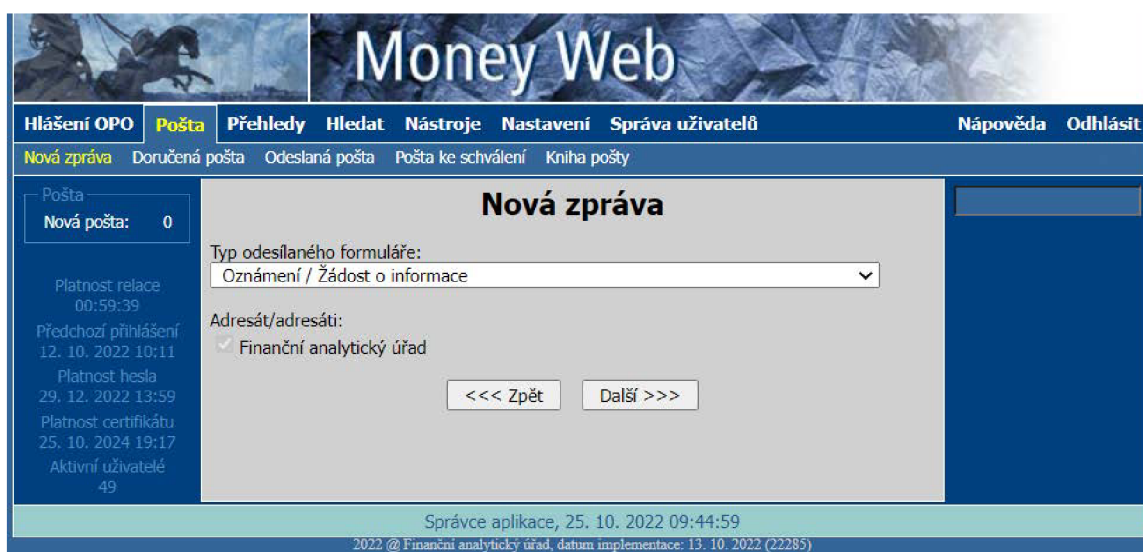 Money Web
Hlášení OPO Pošta Přehledy Hledat Nástroje Nastavení Správa uživatelů Nápověda Odhlásit
Nová zpráva Doručená pošta Odeslaná pošta Pošta ke schválení Kniha pošty
Pošta
Nová pošta: 0
Platnost relace
00:59:39
Předchozí přihlášení
12. 10. 2022 10:11
Platnost hesla
29. 12. 2022 13:59
Platnost certifikátu
25. 10. 2024 19:17
Aktivní uživatelé
49
Nová zpráva
Typ odesílaného formuláře:
Oznámení / Žádost o informace
Adresát/adresáti:
Finanční analytický úřad
<<< Zpět Další >>>
Správce aplikace, 25. 10. 2022 09:44:59
2022 @ Finanční analytický úřad, datum implementace: 13. 10. 2022 (22285)